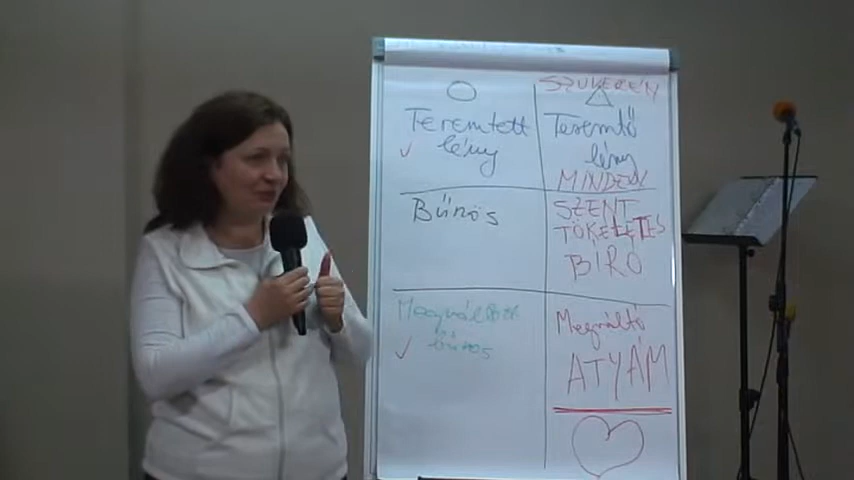 SZUVERÉN
Teremtett
lény
Teremtő
lény
MINDEN
Bűnös
SZENT
TÖKÉLETES
BÍRÓ
Megváltott
bűnös
Megváltó
ATYÁM